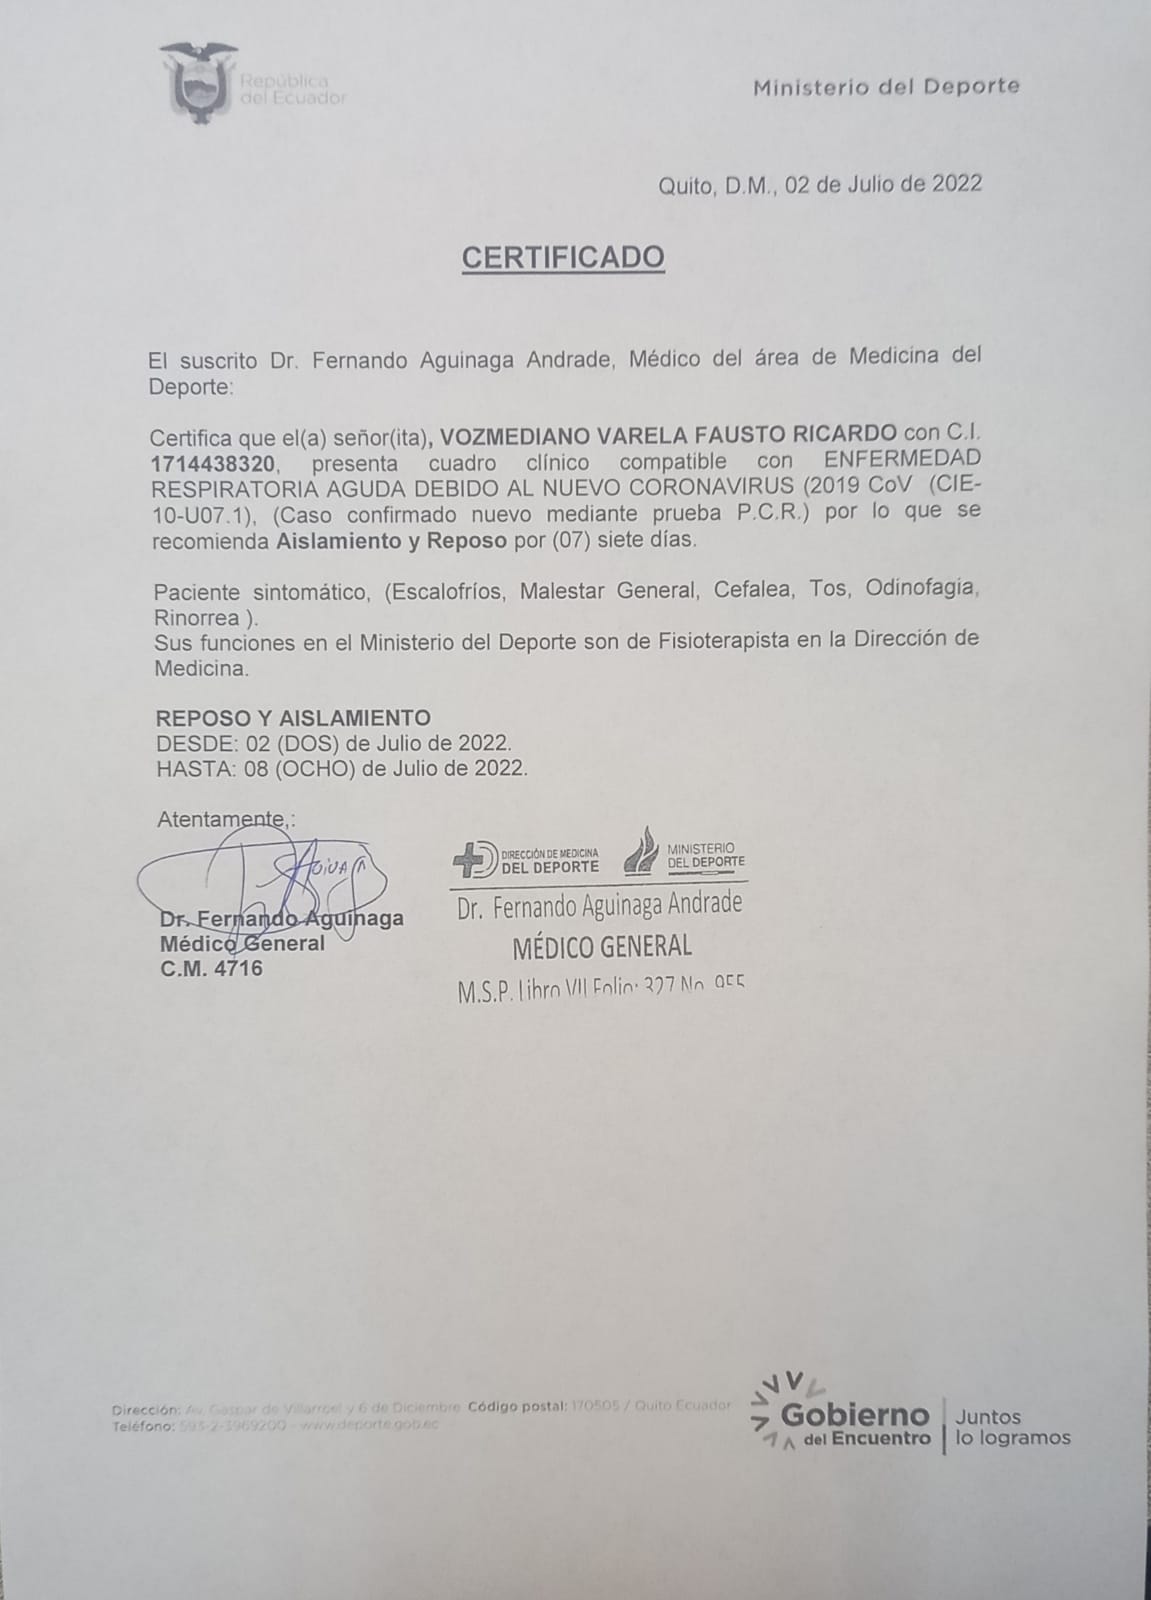 República
del Ecuador
Ministerio del Deporte
Quito, D.M., 02 de Julio de 2022
CERTIFICADO
El suscrito Dr. Fernando Aguinaga Andrade, Médico del área de Medicina del
Deporte:
Certifica que el(a) señor(ita), VOZMEDIANO VARELA FAUSTO RICARDO con C.I.
1714438320, presenta cuadro clínico compatible con ENFERMEDAD
RESPIRATORIA AGUDA DEBIDO AL NUEVO CORONAVIRUS (2019 CoV (CIE-
10-U07.1), (Caso confirmado nuevo mediante prueba P.C.R.) por lo que se
recomienda Aislamiento y Reposo por (07) siete días.
Paciente sintomático, (Escalofríos, Malestar General, Cefalea, Tos, Odinofagia,
Rinorrea ).
Sus funciones en el Ministerio del Deporte son de Fisioterapista en la Dirección de
Medicina.
REPOSO Y AISLAMIENTO
DESDE: 02 (DOS) de Julio de 2022.
HASTA: 08 (OCHO) de Julio de 2022.
Atentamente,:
Dr. Fernando Aguinaga
Médico General
C.M. 4716
DIRECCIÓN DE MEDICINA
DEL DEPORTE
MINISTERIO
DEL DEPORTE
Dr. Fernando Aguinaga Andrade
MÉDICO GENERAL
M.S.P. Libro VII Folio: 327 No. 955
Dirección: Av. Gaspar de Villarroel y 6 de Diciembre Código postal: 170505 / Quito Ecuador
Teléfono: 593-2-3969200 - www.deporte.gob.ec
Gobierno
del Encuentro
Juntos
lo logramos